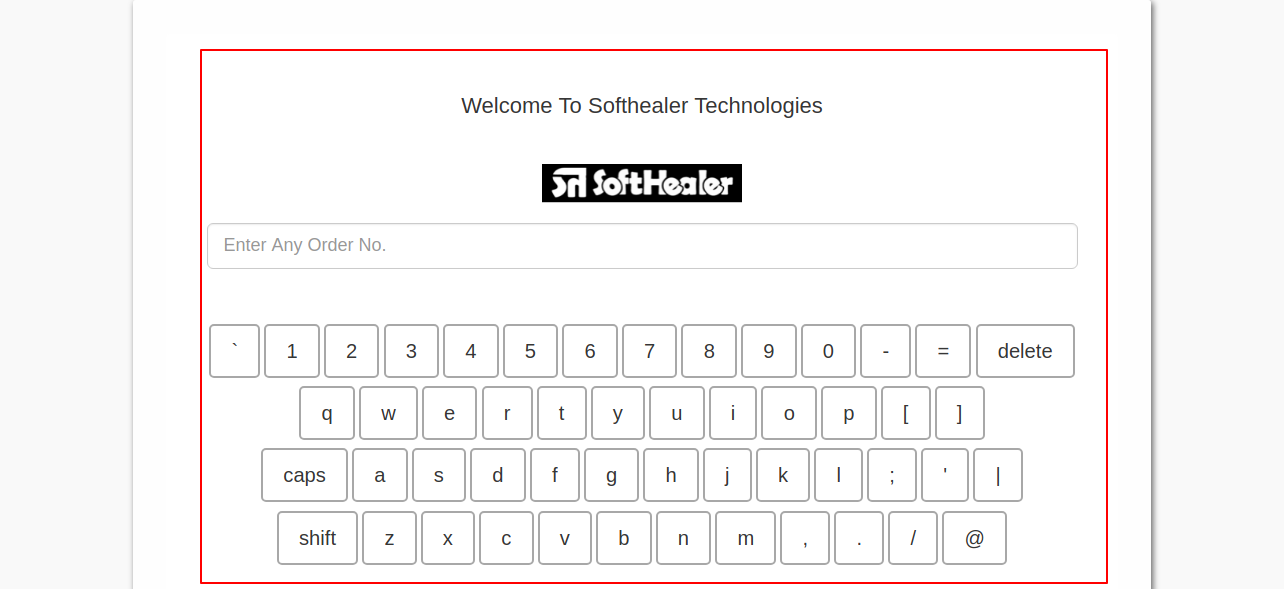 Welcome To Softhealer Technologies
SoftHealer
Enter Any Order No.
` 1 2 3 4 5 6 7 8 9 0 - = delete
q w e r t y u i o p [ ]
caps a s d f g h j k l ; ' |
shift z x c v b n m , . / @